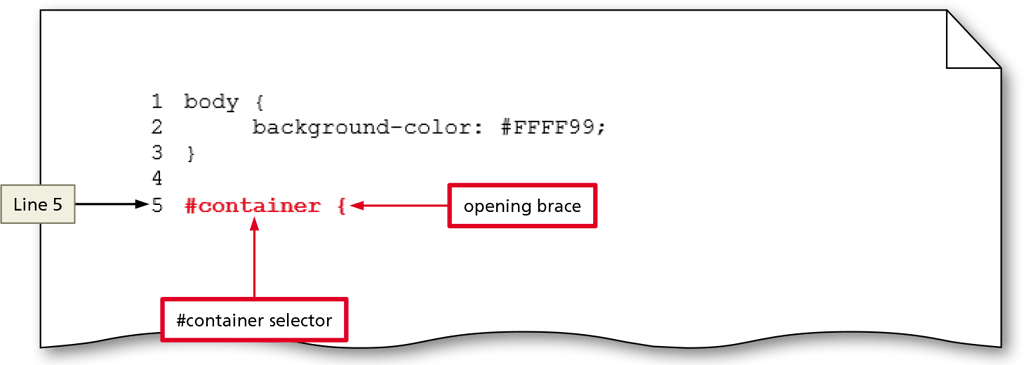 1 body {
2 background-color: #FFFF99;
3 }
4
Line 5
5 #container {
opening brace
#container selector